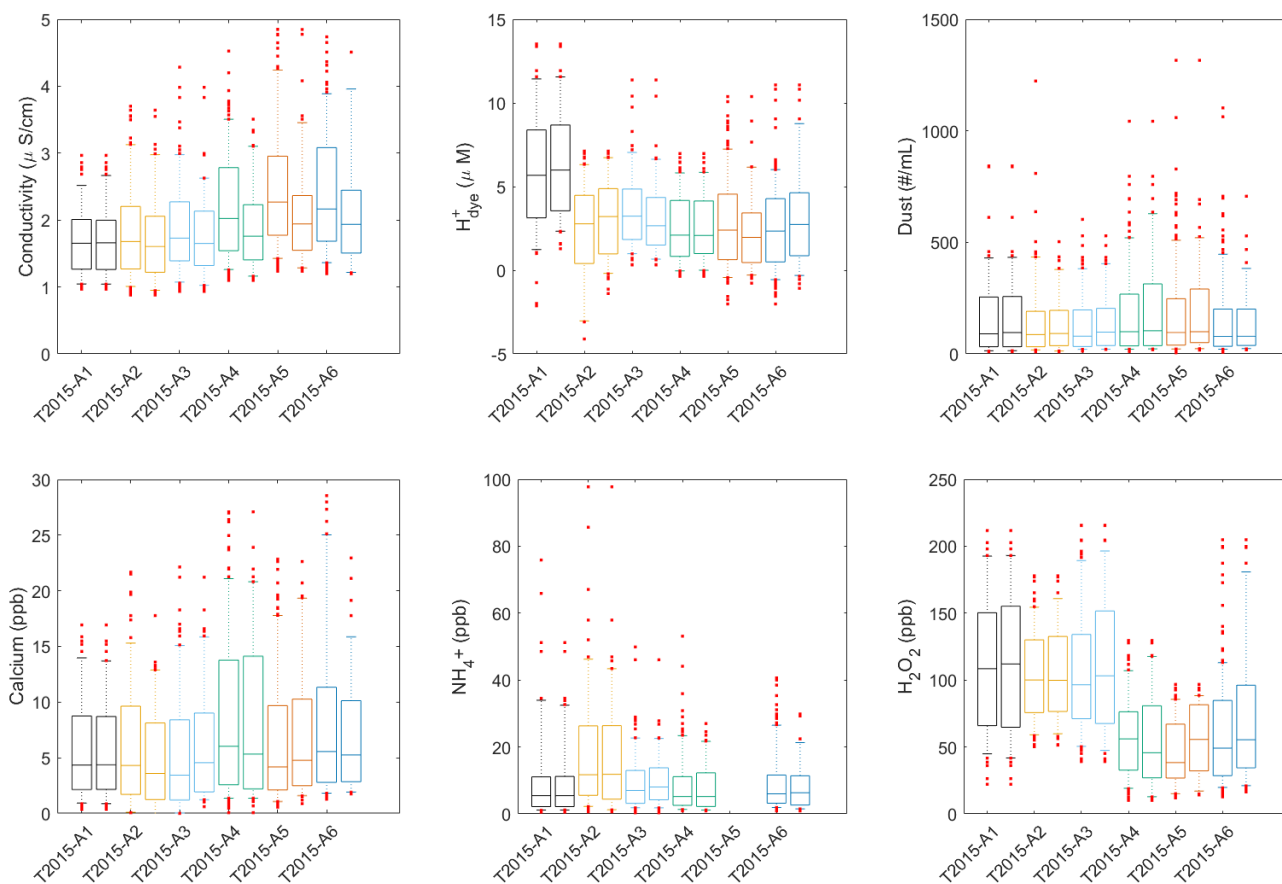 5
4
3
2
1
0
Conductivity (μ S/cm)
T2015-A1
T2015-A2
T2015-A3
T2015-A4
T2015-A5
T2015-A6
15
10
5
0
-5
H⁺dye (μ M)
T2015-A1
T2015-A2
T2015-A3
T2015-A4
T2015-A5
T2015-A6
1500
1000
500
0
Dust (#/mL)
T2015-A1
T2015-A2
T2015-A3
T2015-A4
T2015-A5
T2015-A6
30
25
20
15
10
5
0
Calcium (ppb)
T2015-A1
T2015-A2
T2015-A3
T2015-A4
T2015-A5
T2015-A6
100
80
60
40
20
0
NH₄+ (ppb)
T2015-A1
T2015-A2
T2015-A3
T2015-A4
T2015-A5
T2015-A6
250
200
150
100
50
0
H₂O₂ (ppb)
T2015-A1
T2015-A2
T2015-A3
T2015-A4
T2015-A5
T2015-A6